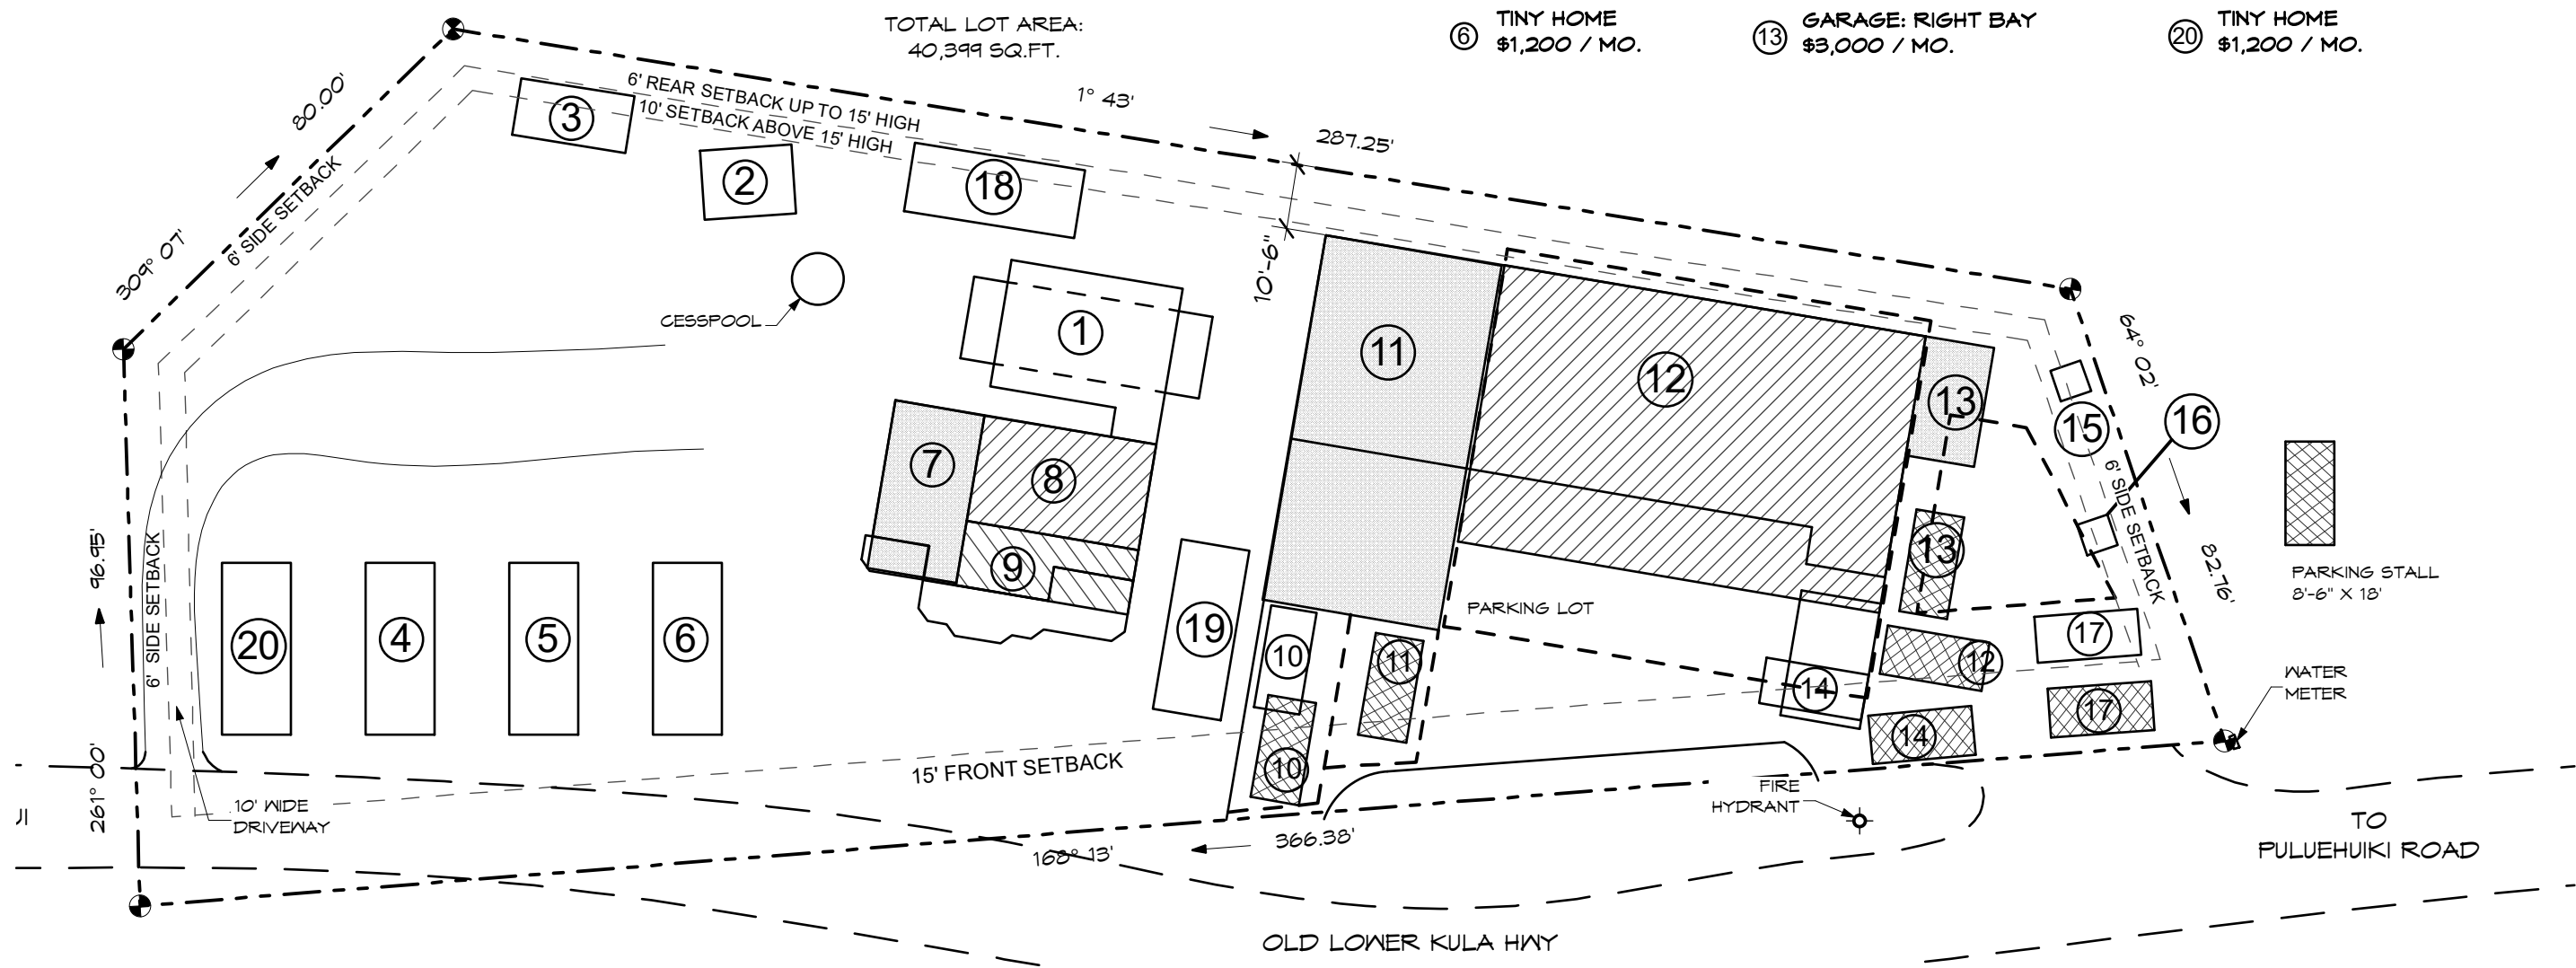 TOTAL LOT AREA:
40,399 SQ.FT.
6 TINY HOME
$1,200 / MO.
13 GARAGE: RIGHT BAY
$3,000 / MO.
20 TINY HOME
$1,200 / MO.
80.00'
309° 07'
6' SIDE SETBACK
6' REAR SETBACK UP TO 15' HIGH
10' SETBACK ABOVE 15' HIGH
1° 43'
287.25'
10'-6"
3
2
18
CESSPOOL
1
7
8
9
11
12
13
15
16
64° 02'
6' SIDE SETBACK
82.76'
PARKING STALL
8'-6" X 18'
96.95'
6' SIDE SETBACK
261° 00'
20
4
5
6
19
10
11
10
PARKING LOT
13
12
14
14
17
17
WATER
METER
10' WIDE
DRIVEWAY
15' FRONT SETBACK
FIRE
HYDRANT
168° 13'
366.38'
TO
PULUEHUIKI ROAD
OLD LOWER KULA HWY